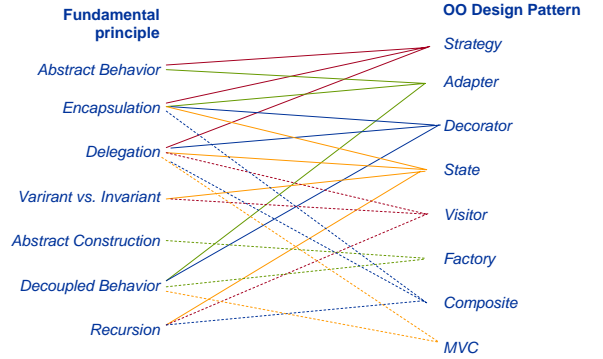 Fundamental
principle
OO Design Pattern
Abstract Behavior
Encapsulation
Delegation
Varirant vs. Invariant
Abstract Construction
Decoupled Behavior
Recursion
Strategy
Adapter
Decorator
State
Visitor
Factory
Composite
MVC